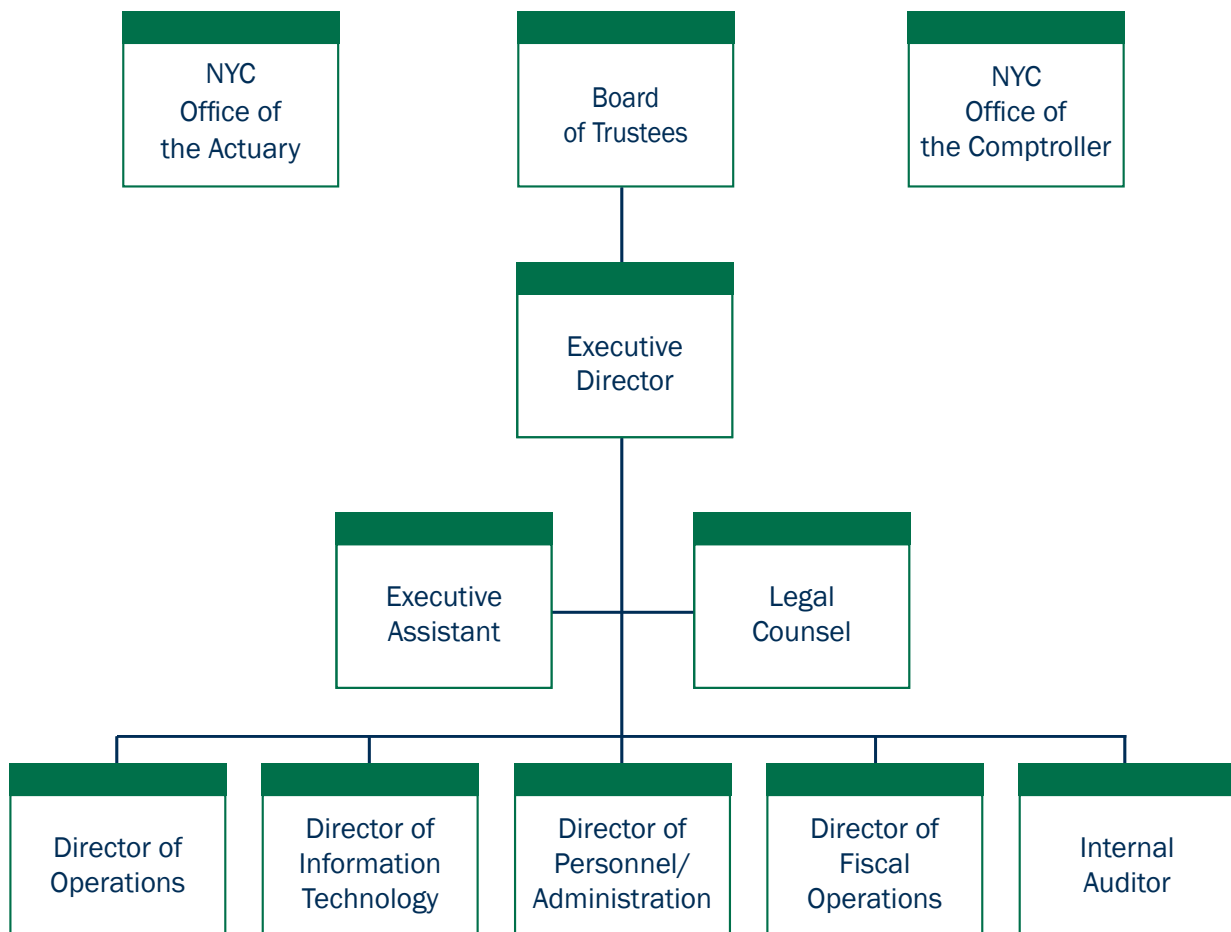 NYC
Office of
the Actuary
Board
of Trustees
NYC
Office of
the Comptroller
Executive
Director
Executive
Assistant
Legal
Counsel
Director of
Operations
Director of
Information
Technology
Director of
Personnel/
Administration
Director of
Fiscal
Operations
Internal
Auditor